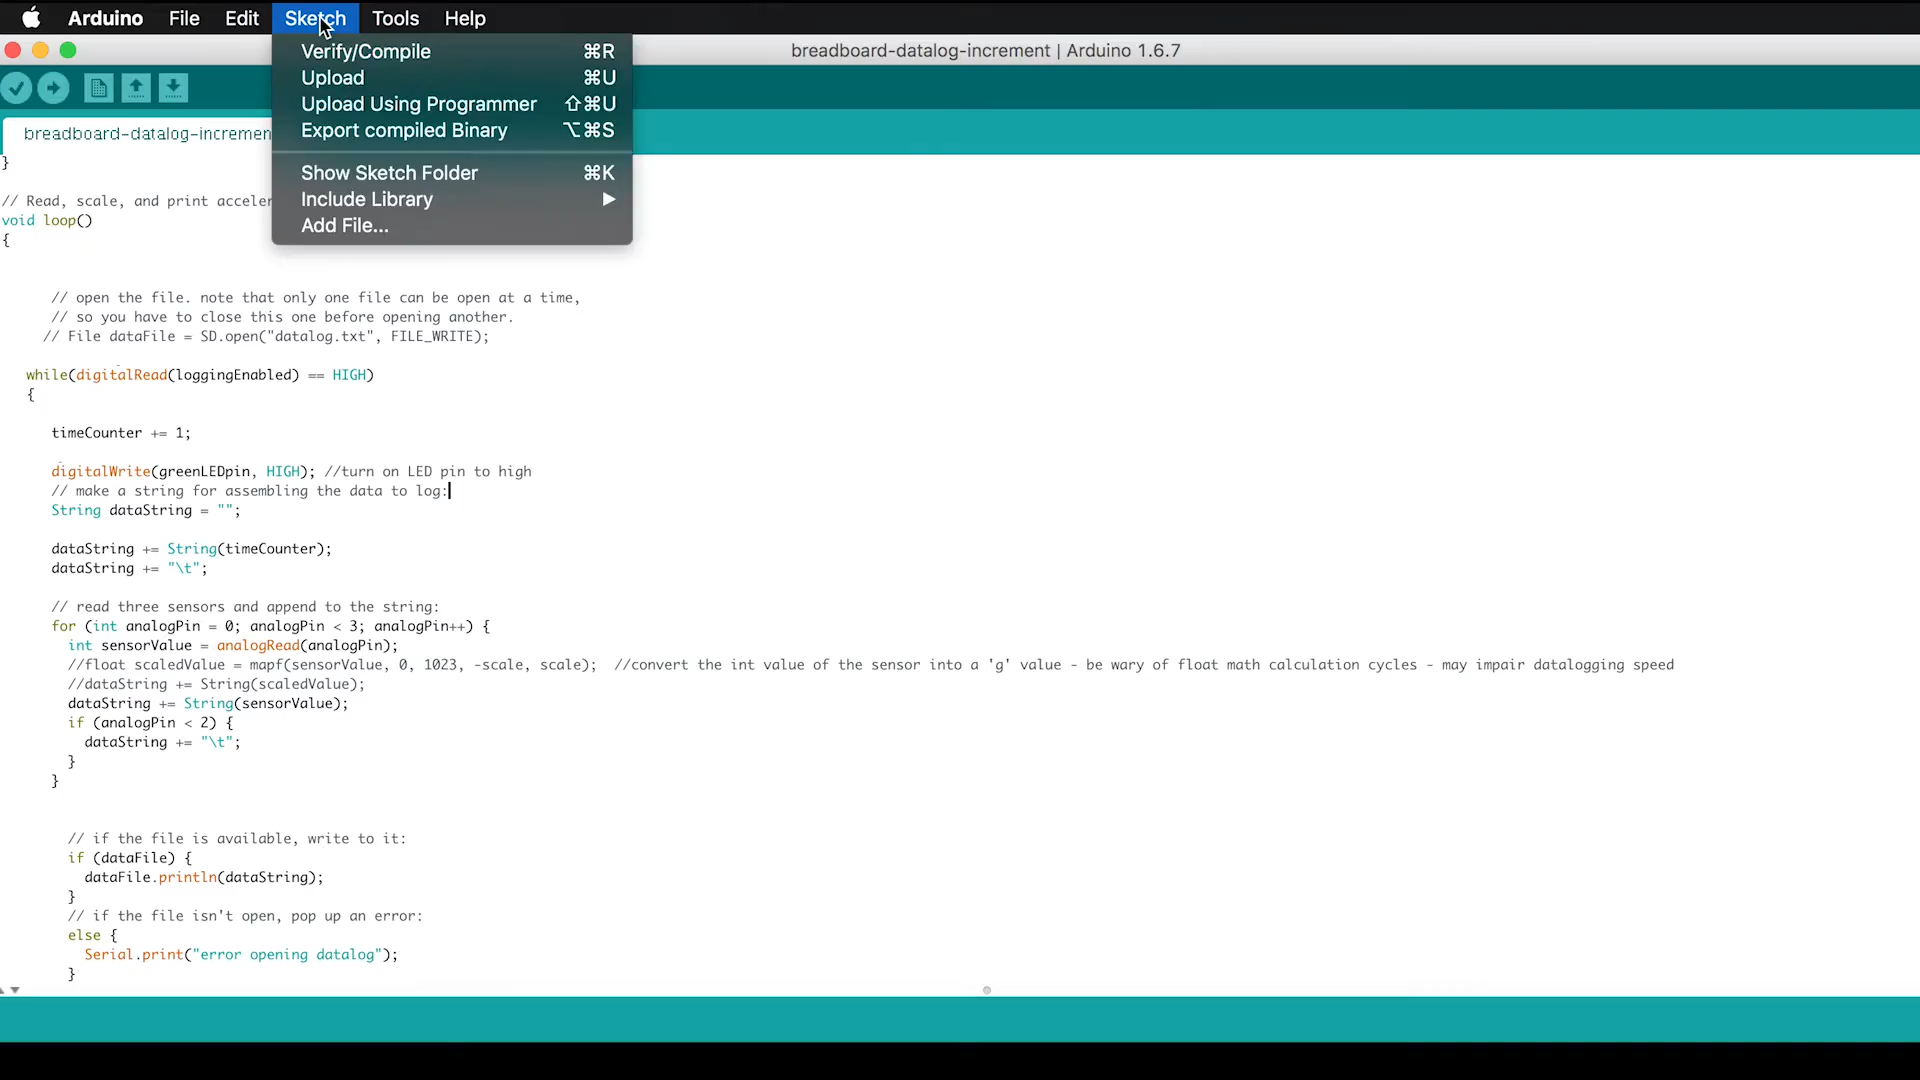 Arduino File Edit Sketch Tools Help
Verify/Compile ⌘R
Upload ⌘U
Upload Using Programmer ⇧⌘U
Export compiled Binary ⌥⌘S
Show Sketch Folder ⌘K
Include Library ▶
Add File...
breadboard-datalog-increment | Arduino 1.6.7
breadboard-datalog-incremen
}
// Read, scale, and print acceler
void loop()
{
// open the file. note that only one file can be open at a time,
// so you have to close this one before opening another.
// File dataFile = SD.open("datalog.txt", FILE_WRITE);
while(digitalRead(loggingEnabled) == HIGH)
{
timeCounter += 1;
digitalWrite(greenLEDpin, HIGH); //turn on LED pin to high
// make a string for assembling the data to log:
String dataString = "";
dataString += String(timeCounter);
dataString += "\t";
// read three sensors and append to the string:
for (int analogPin = 0; analogPin < 3; analogPin++) {
int sensorValue = analogRead(analogPin);
//float scaledValue = mapf(sensorValue, 0, 1023, -scale, scale); //convert the int value of the sensor into a 'g' value - be wary of float math calculation cycles - may impair datalogging speed
//dataString += String(scaledValue);
dataString += String(sensorValue);
if (analogPin < 2) {
dataString += "\t";
}
}
// if the file is available, write to it:
if (dataFile) {
dataFile.println(dataString);
}
// if the file isn't open, pop up an error:
else {
Serial.print("error opening datalog");
}